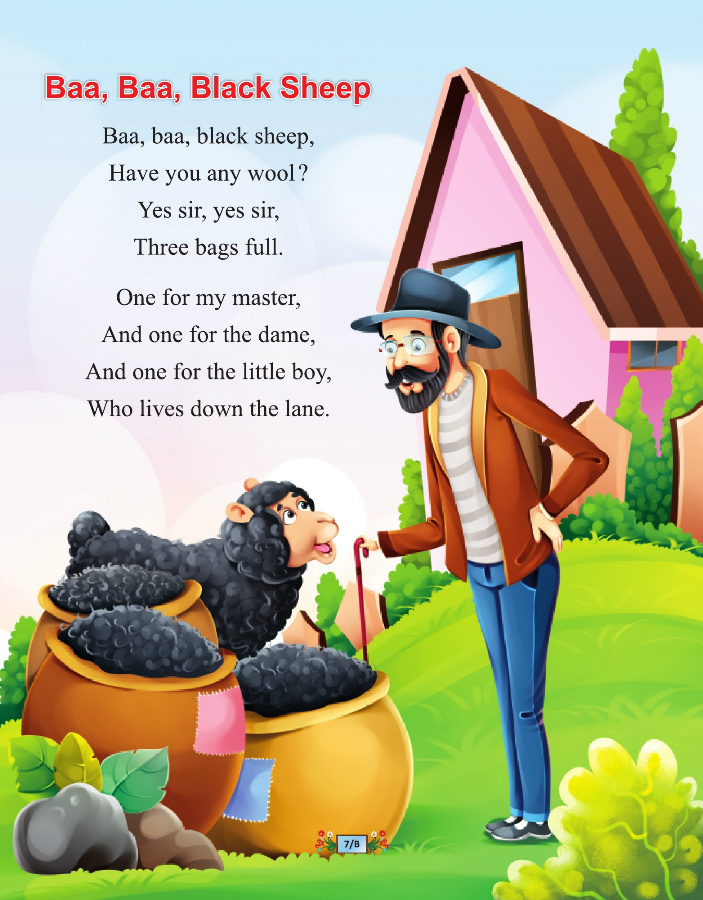 Baa, Baa, Black Sheep
Baa, baa, black sheep,
Have you any wool?
Yes sir, yes sir,
Three bags full.
One for my master,
And one for the dame,
And one for the little boy,
Who lives down the lane.
7/B